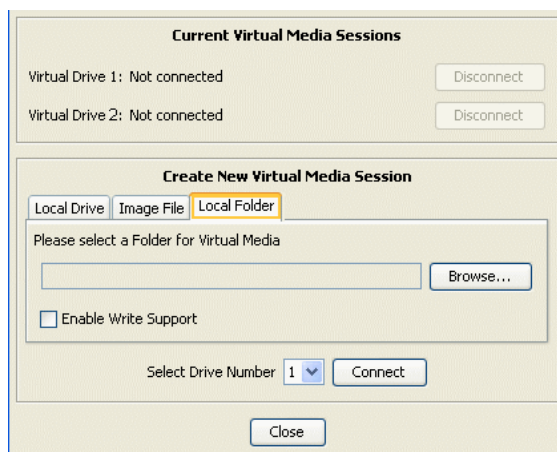 Current Virtual Media Sessions
Virtual Drive 1: Not connected Disconnect
Virtual Drive 2: Not connected Disconnect
Create New Virtual Media Session
Local Drive Image File Local Folder
Please select a Folder for Virtual Media
Browse...
Enable Write Support
Select Drive Number 1 Connect
Close